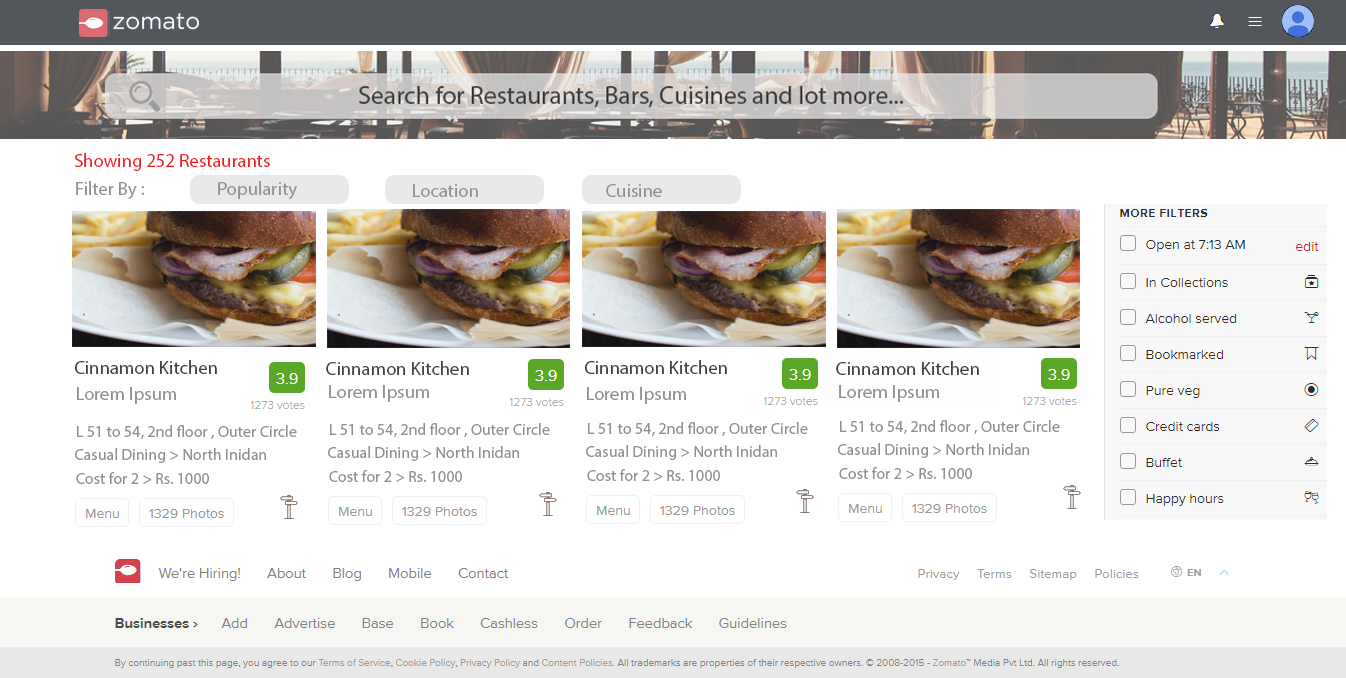 zomato
Search for Restaurants, Bars, Cuisines and lot more...
Showing 252 Restaurants
Filter By :
Popularity
Location
Cuisine
Cinnamon Kitchen
Lorem Ipsum
3.9
1273 votes
L 51 to 54, 2nd floor , Outer Circle
Casual Dining > North Inidan
Cost for 2 > Rs. 1000
Menu
1329 Photos
Cinnamon Kitchen
Lorem Ipsum
3.9
1273 votes
L 51 to 54, 2nd floor , Outer Circle
Casual Dining > North Inidan
Cost for 2 > Rs. 1000
Menu
1329 Photos
Cinnamon Kitchen
Lorem Ipsum
3.9
1273 votes
L 51 to 54, 2nd floor , Outer Circle
Casual Dining > North Inidan
Cost for 2 > Rs. 1000
Menu
1329 Photos
Cinnamon Kitchen
Lorem Ipsum
3.9
1273 votes
L 51 to 54, 2nd floor , Outer Circle
Casual Dining > North Inidan
Cost for 2 > Rs. 1000
Menu
1329 Photos
MORE FILTERS
Open at 7:13 AM edit
In Collections
Alcohol served
Bookmarked
Pure veg
Credit cards
Buffet
Happy hours
We're Hiring! About Blog Mobile Contact Privacy Terms Sitemap Policies EN
Businesses › Add Advertise Base Book Cashless Order Feedback Guidelines
By continuing past this page, you agree to our Terms of Service, Cookie Policy, Privacy Policy and Content Policies. All trademarks are properties of their respective owners. © 2008-2015 - Zomato™ Media Pvt Ltd. All rights reserved.